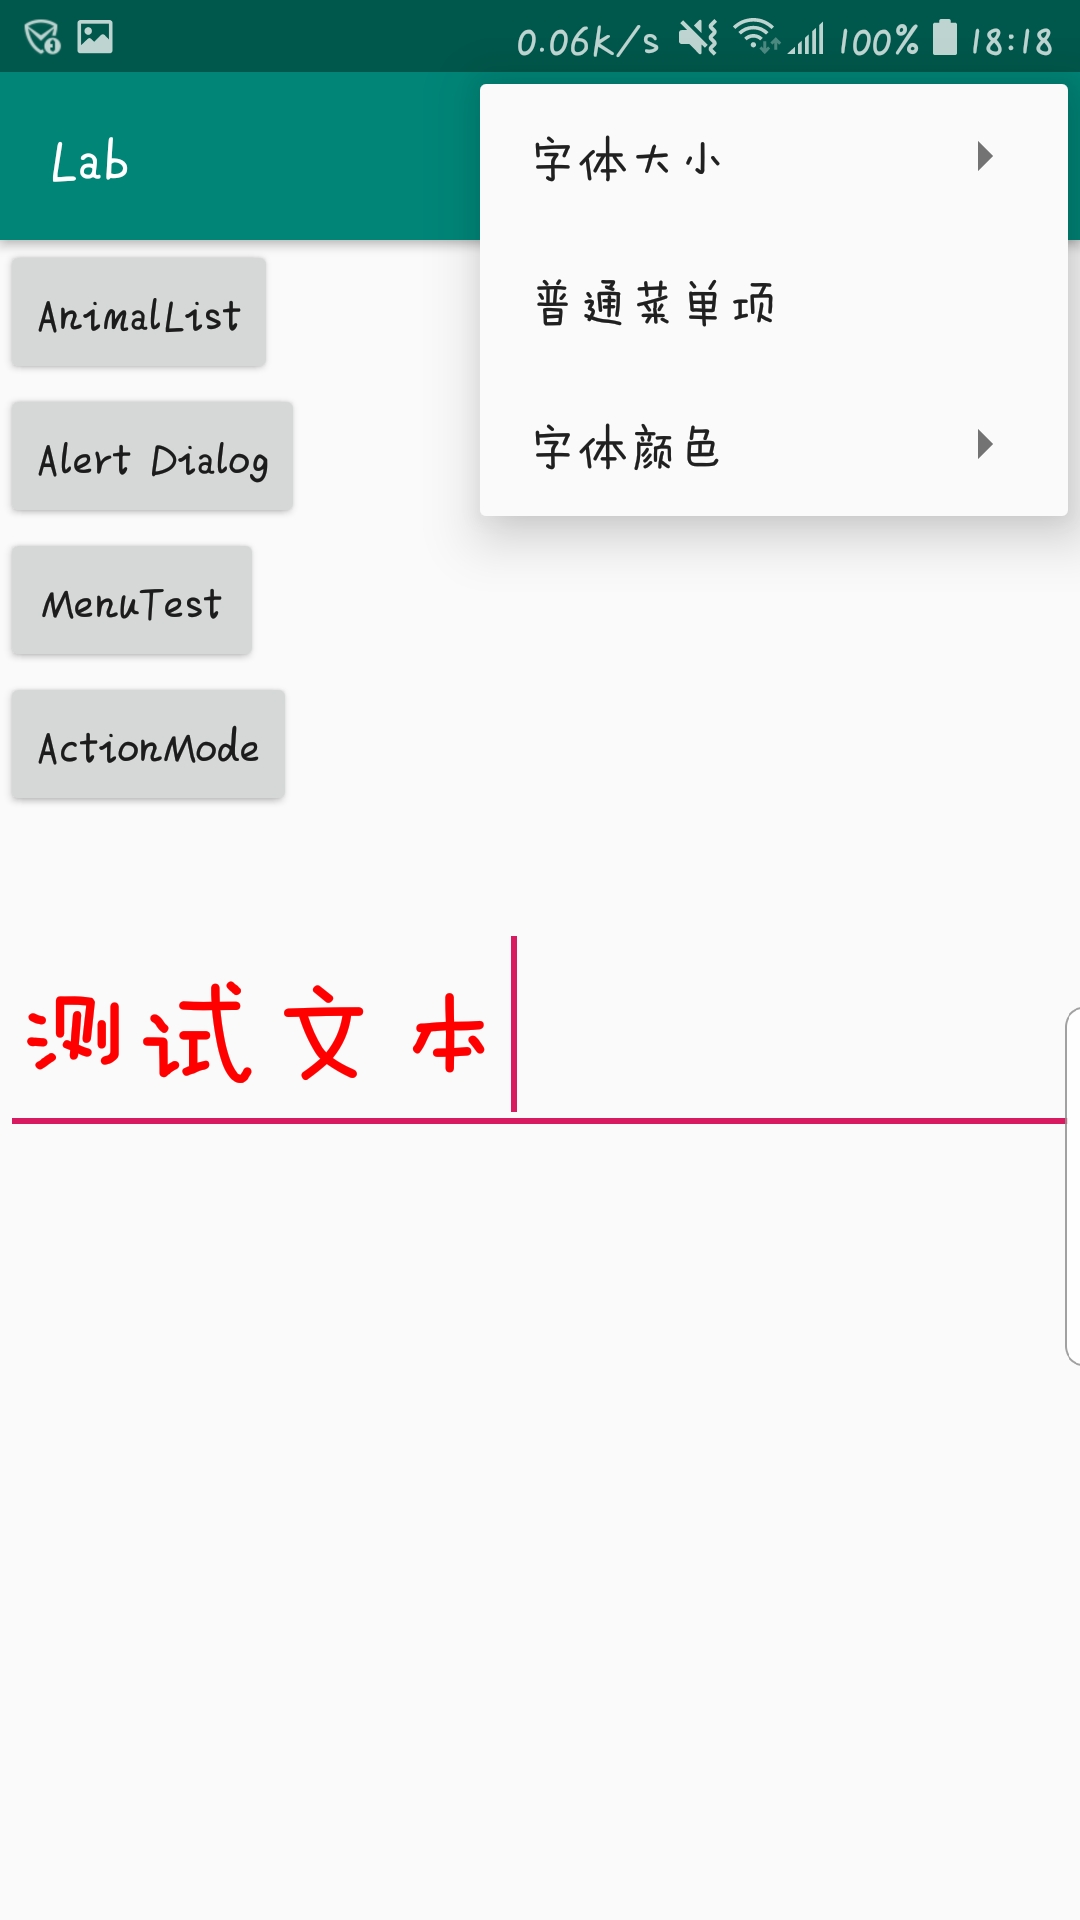 0.06K/s 100% 18:18
Lab
字体大小
普通菜单项
字体颜色
AnimalList
Alert Dialog
MenuTest
ActionMode
测试文本